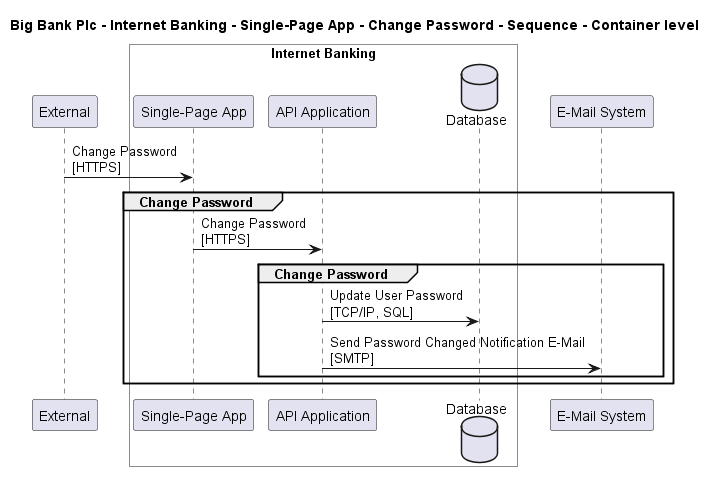 Big Bank Plc - Internet Banking - Single-Page App - Change Password - Sequence - Container level
Internet Banking
External
Single-Page App
API Application
Database
E-Mail System
Change Password
[HTTPS]
Change Password
Change Password
[HTTPS]
Change Password
Update User Password
[TCP/IP, SQL]
Send Password Changed Notification E-Mail
[SMTP]
External
Single-Page App
API Application
Database
E-Mail System